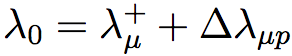 λ₀ = λ⁺_μ + Δλ_μp